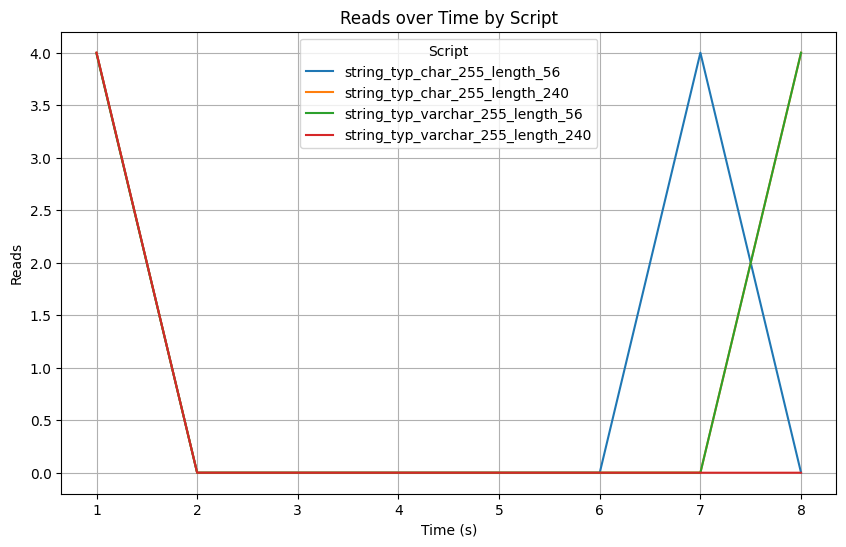 Reads over Time by Script
Script
string_typ_char_255_length_56
string_typ_char_255_length_240
string_typ_varchar_255_length_56
string_typ_varchar_255_length_240
Reads
4.0
3.5
3.0
2.5
2.0
1.5
1.0
0.5
0.0
1 2 3 4 5 6 7 8
Time (s)